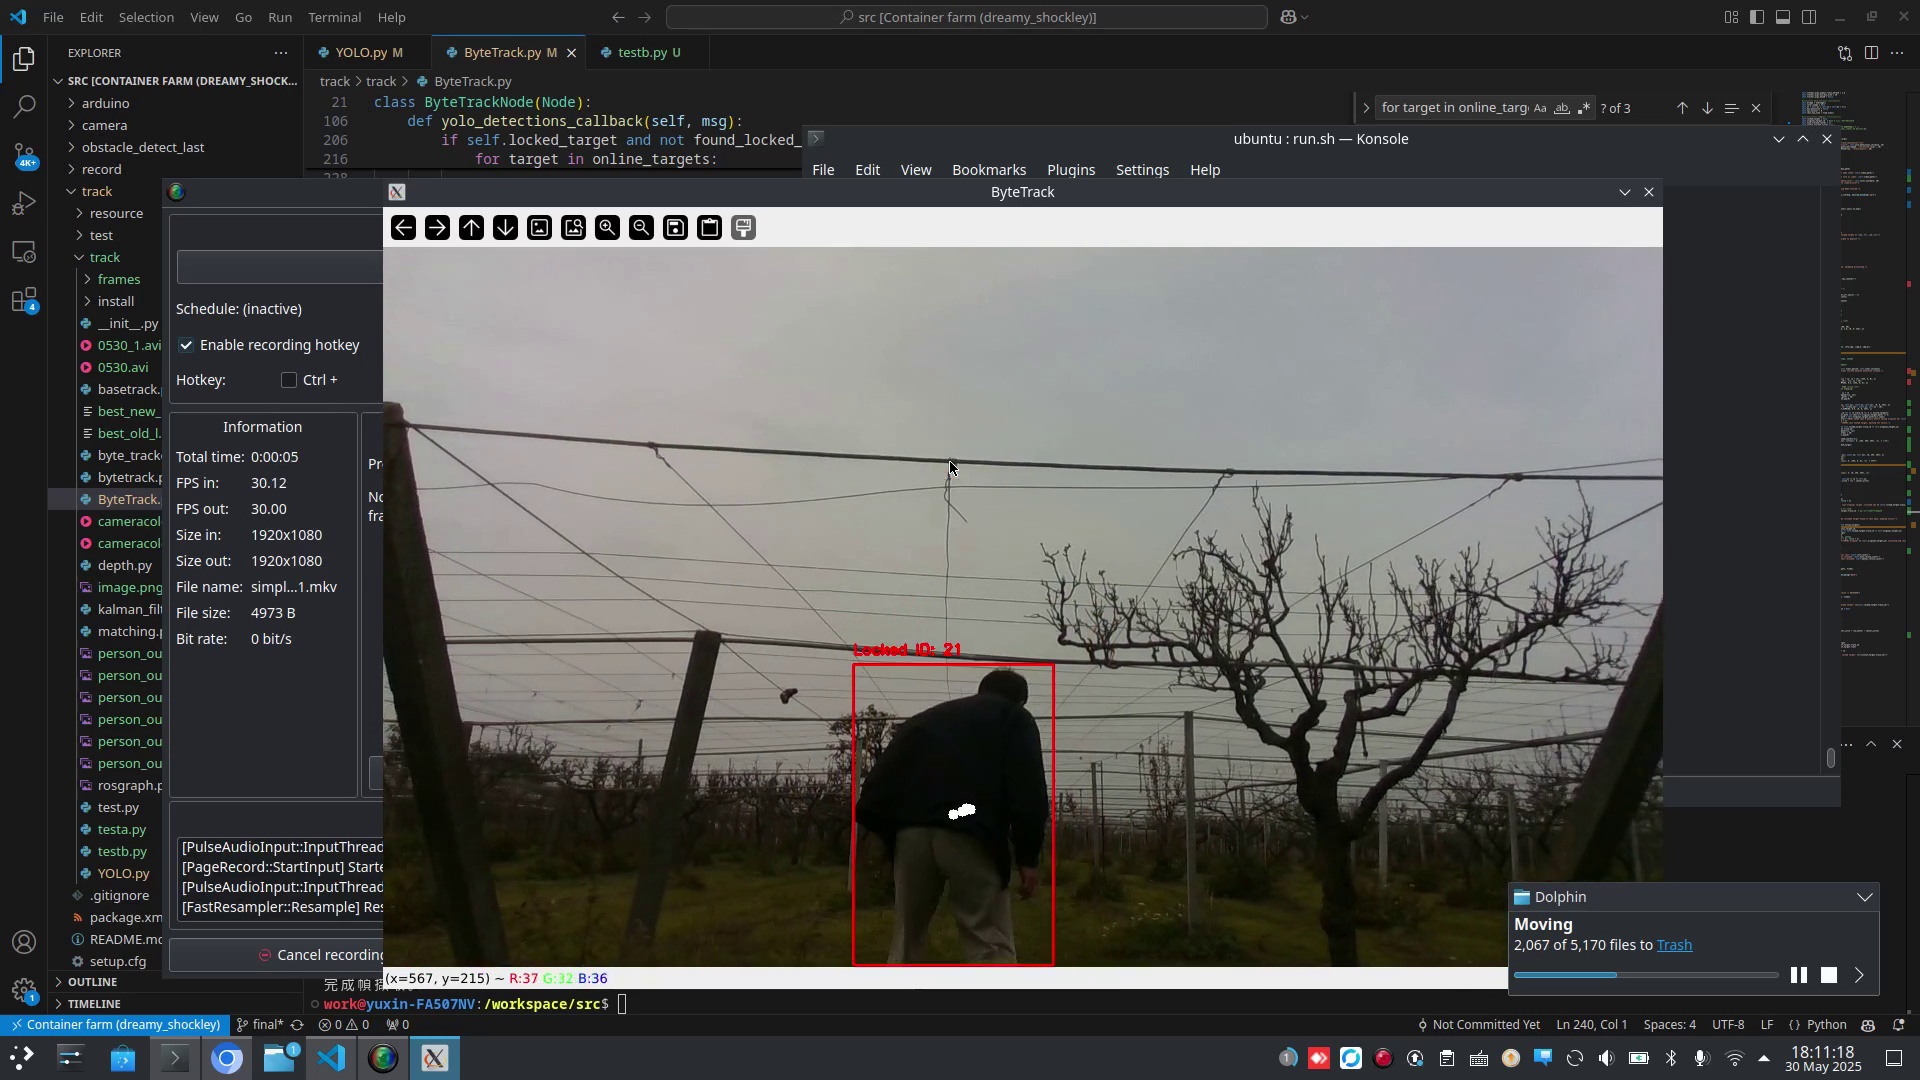 File Edit Selection View Go Run Terminal Help
src [Container farm (dreamy_shockley)]
EXPLORER
YOLO.py M
ByteTrack.py M
testb.py U
SRC [CONTAINER FARM (DREAMY_SHOCK...
track > track > ByteTrack.py
arduino
camera
obstacle_detect_last
record
track
resource
test
track
frames
install
__init__.py
0530_1.avi
0530.avi
basetrack.
best_new_
best_old_l.
byte_track
bytetrack.p
ByteTrack.
cameracol
cameracol
depth.py
image.png
kalman_filt
matching.p
person_ou
person_ou
person_ou
person_ou
person_ou
person_ou
rosgraph.p
test.py
testa.py
testb.py
YOLO.py
.gitignore
package.xm
README.md
setup.cfg
OUTLINE
TIMELINE
21 class ByteTrackNode(Node):
106 def yolo_detections_callback(self, msg):
206 if self.locked_target and not found_locked_
216 for target in online_targets:
for target in online_targ Aa ab ? of 3
ubuntu : run.sh — Konsole
File Edit View Bookmarks Plugins Settings Help
ByteTrack
Schedule: (inactive)
Enable recording hotkey
Hotkey: Ctrl +
Information
Total time: 0:00:05
FPS in: 30.12
FPS out: 30.00
Size in: 1920x1080
Size out: 1920x1080
File name: simpl...1.mkv
File size: 4973 B
Bit rate: 0 bit/s
Pr
No
fra
[PulseAudioInput::InputThread
[PageRecord::StartInput] Starte
[PulseAudioInput::InputThread
[FastResampler::Resample] Res
Cancel recording
Locked ID: 21
(x=567, y=215) ~ R:37 G:32 B:36
work@yuxin-FA507NV:/workspace/src$
Dolphin
Moving
2,067 of 5,170 files to Trash
Container farm (dreamy_shockley) final* 0 0 0
Not Committed Yet Ln 240, Col 1 Spaces: 4 UTF-8 LF {} Python
4K+
4
1
1
1
18:11:18
30 May 2025